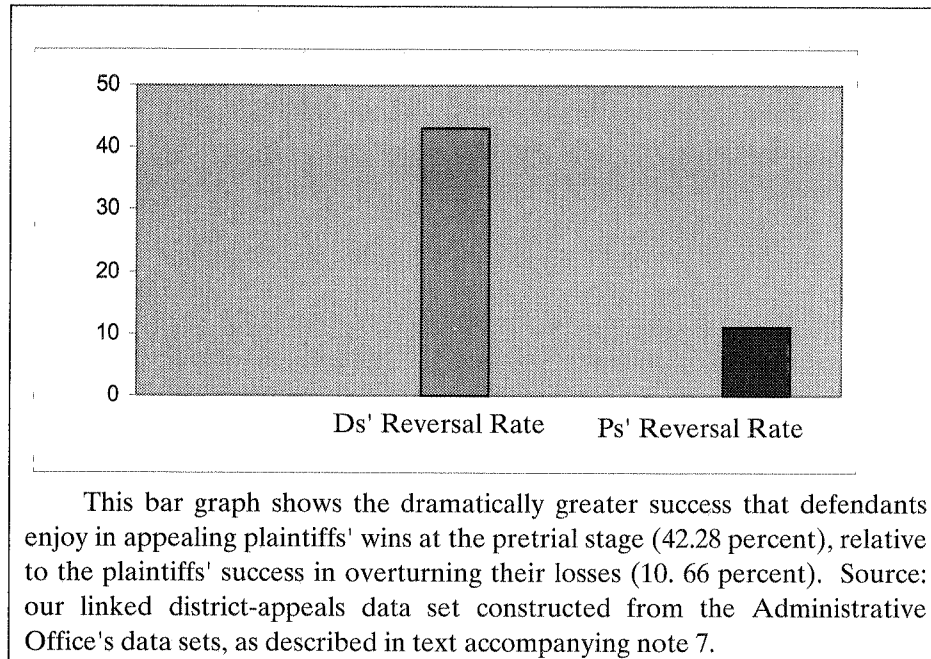 50
40
30
20
10
0
Ds' Reversal Rate Ps' Reversal Rate
This bar graph shows the dramatically greater success that defendants
enjoy in appealing plaintiffs' wins at the pretrial stage (42.28 percent), relative
to the plaintiffs' success in overturning their losses (10. 66 percent). Source:
our linked district-appeals data set constructed from the Administrative
Office's data sets, as described in text accompanying note 7.